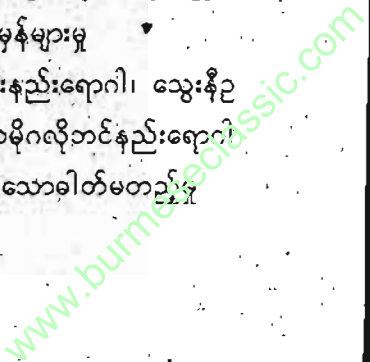 မှန်များမှု
းနည်းရောဂါ၊ သွေးနီဥ
မိုဂလိုဘင်နည်းရောဂါ
သောဓါတ်မတည့်မှု
www.burmeseclassic.com